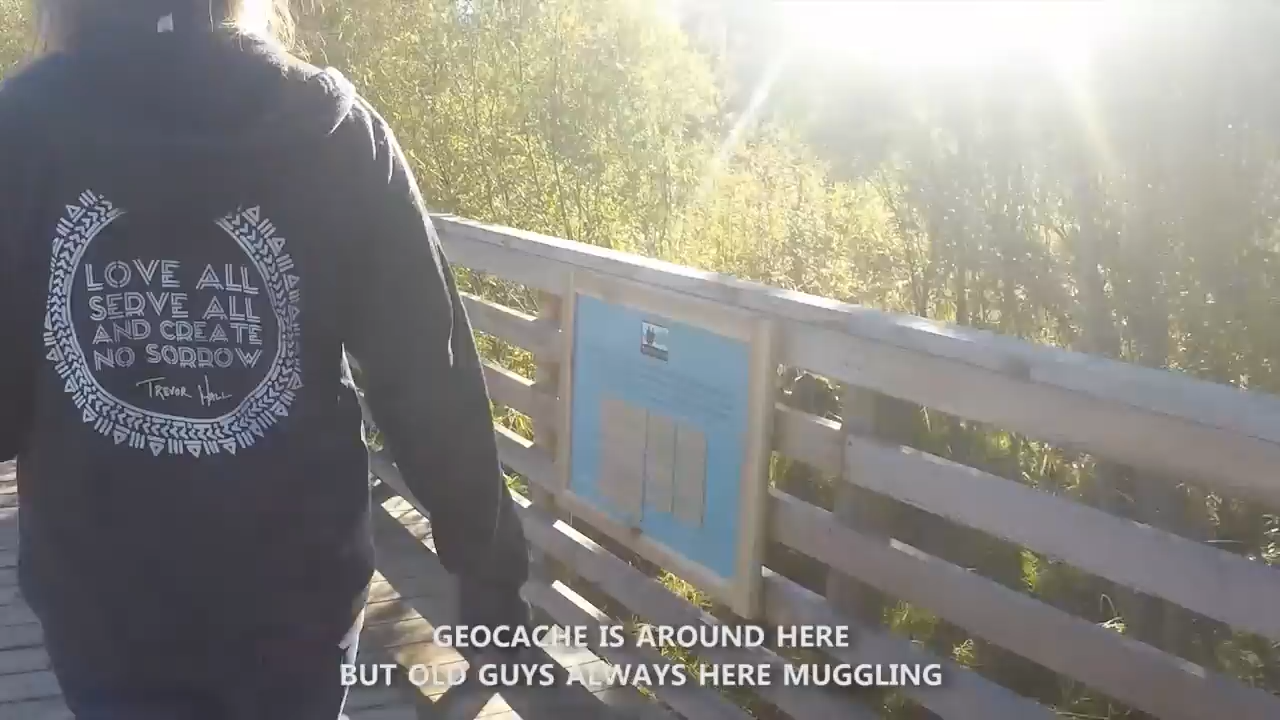 LOVE ALL
SERVE ALL
AND CREATE
NO SORROW
TREVOR HALL
GEOCACHE IS AROUND HERE
BUT OLD GUYS ALWAYS HERE MUGGLING